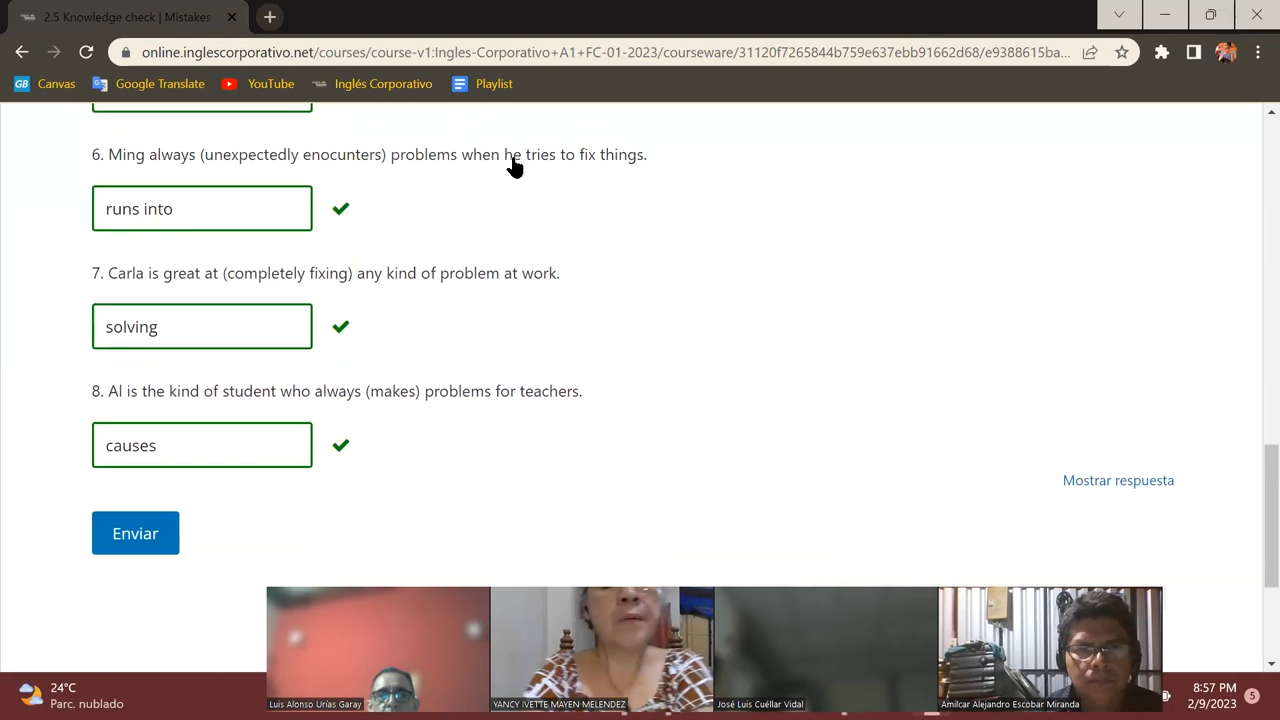 2.5 Knowledge check | Mistakes
online.inglescorporativo.net/courses/course-v1:Ingles-Corporativo+A1+FC-01-2023/courseware/31120f7265844b759e637ebb91662d68/e9388615ba...
GB Canvas Google Translate YouTube Inglés Corporativo Playlist
6. Ming always (unexpectedly enocunters) problems when he tries to fix things.
runs into
7. Carla is great at (completely fixing) any kind of problem at work.
solving
8. Al is the kind of student who always (makes) problems for teachers.
causes
Mostrar respuesta
Enviar
Luis Alonso Urías Garay YANCY IVETTE MAYEN MELENDEZ José Luis Cuéllar Vidal Amilcar Alejandro Escobar Miranda
24°C
Parc. nublado
8:57 PM
2/9/2023
5